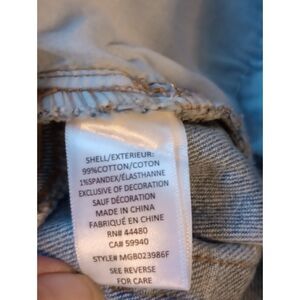 SHELL/EXTERIEUR:
99%COTTON/COTON
1%SPANDEX/ÉLASTHANNE
EXCLUSIVE OF DECORATION
SAUF DÉCORATION
MADE IN CHINA
FABRIQUÉ EN CHINE
RN# 44480
CA# 59940
STYLE# MGB023986F
SEE REVERSE
FOR CARE